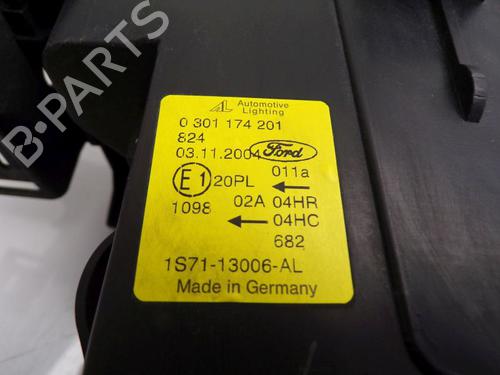 AL Automotive Lighting
0 301 174 201
824
03.11.2004 Ford
E1 20PL 011a
1098 02A 04HR
04HC
682
1S71-13006-AL
Made in Germany
B-PARTS